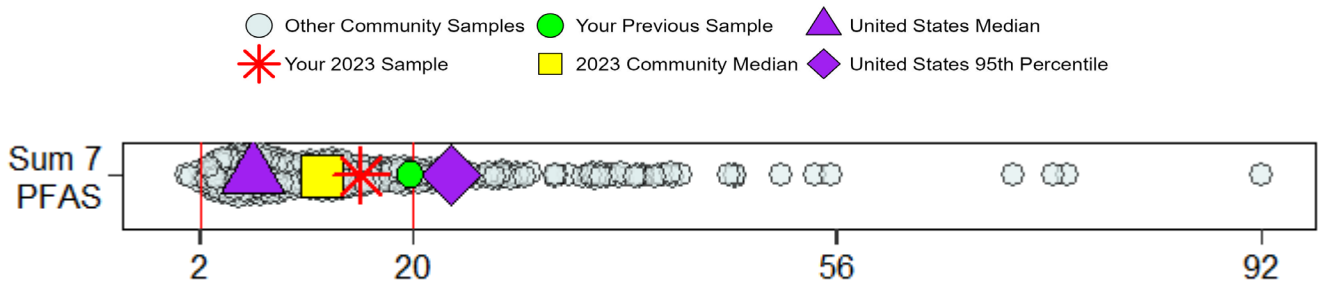 Other Community Samples Your Previous Sample United States Median
Your 2023 Sample 2023 Community Median United States 95th Percentile
Sum 7
PFAS
2 20 56 92